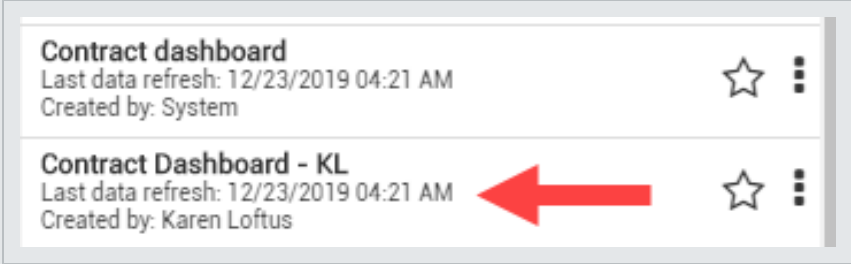 Contract dashboard
Last data refresh: 12/23/2019 04:21 AM
Created by: System
Contract Dashboard - KL
Last data refresh: 12/23/2019 04:21 AM
Created by: Karen Loftus